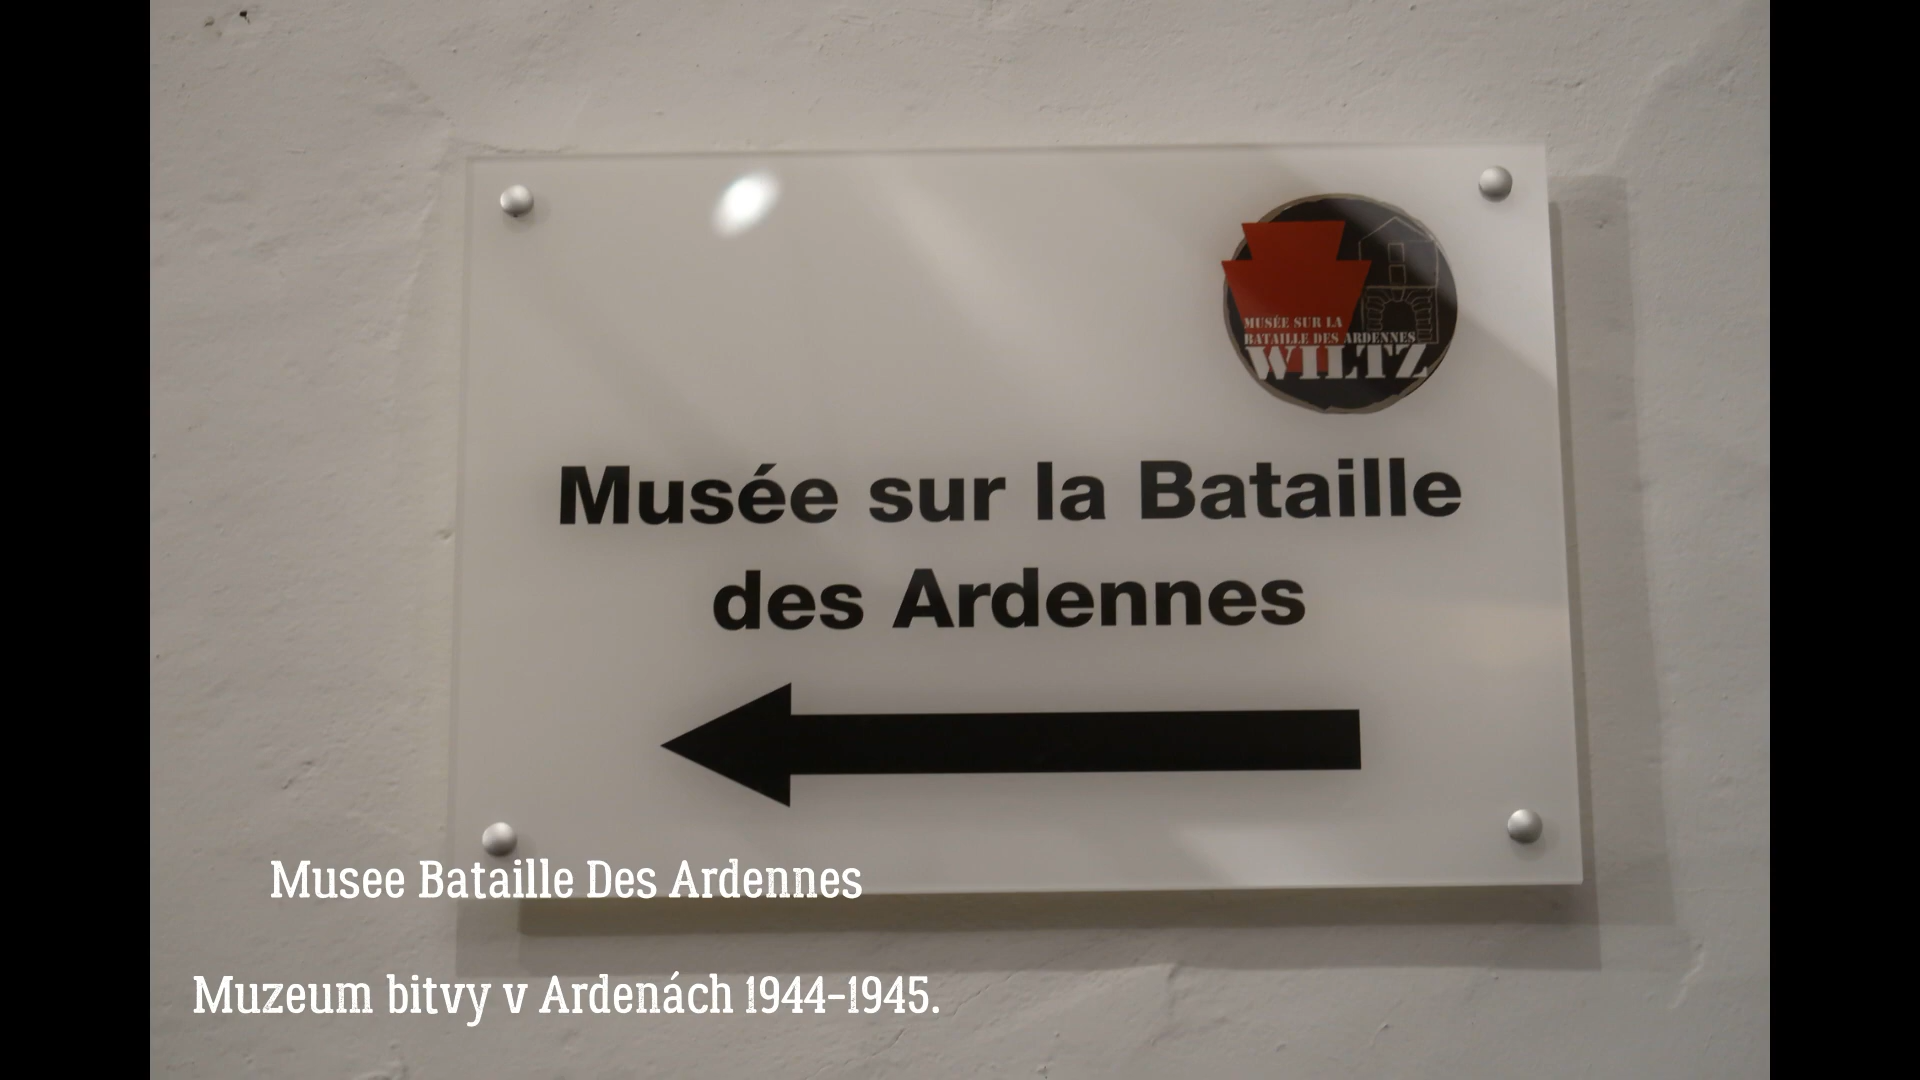 MUSÉE SUR LA
BATAILLE DES ARDENNES
WILTZ
Musée sur la Bataille
des Ardennes
Musee Bataille Des Ardennes
Muzeum bitvy v Ardenách 1944-1945.